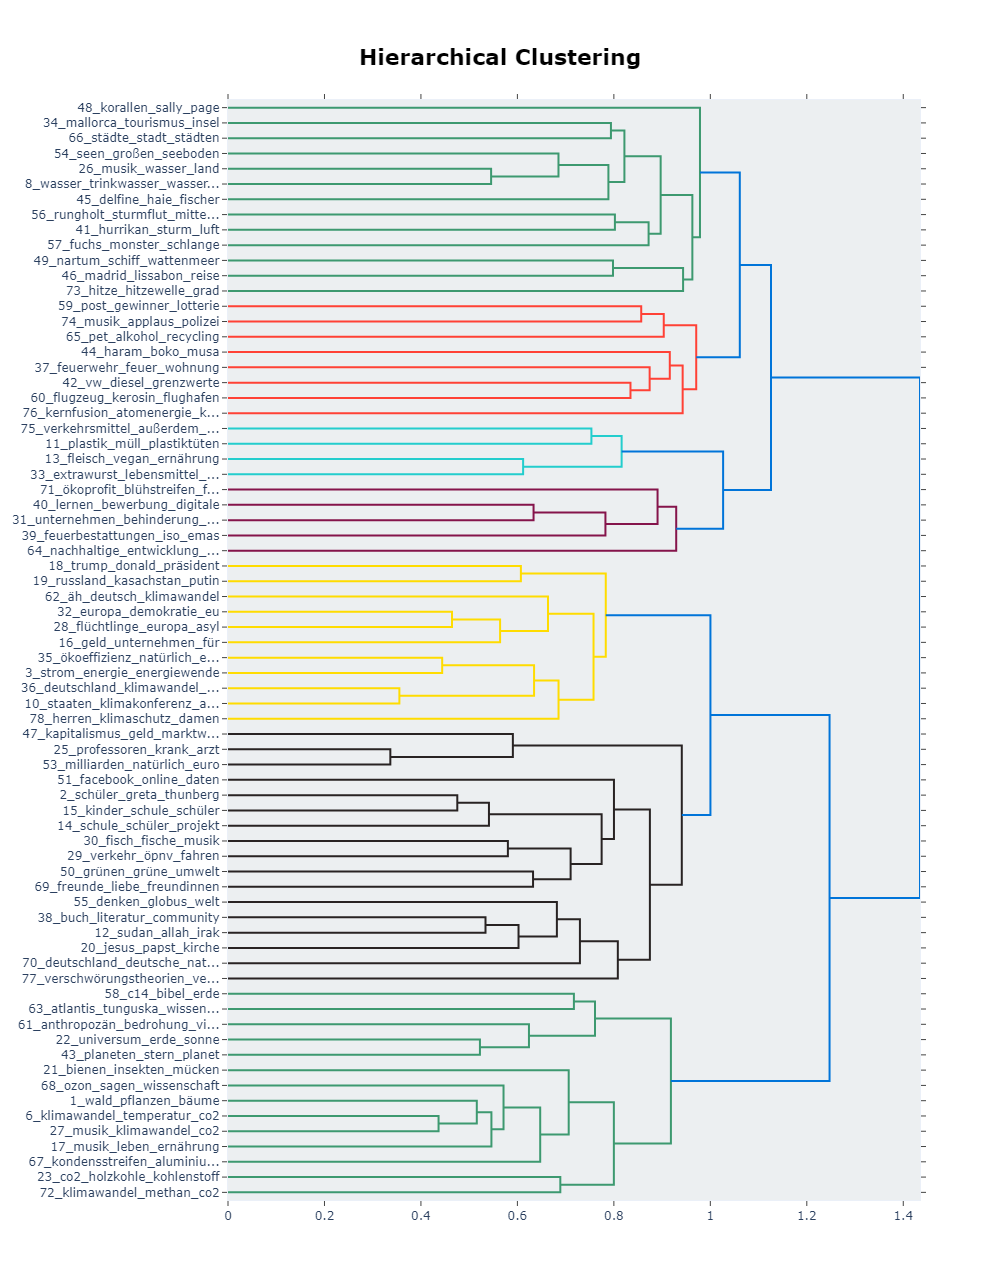 Hierarchical Clustering
48_korallen_sally_page
34_mallorca_tourismus_insel
66_städte_stadt_städten
54_seen_großen_seeboden
26_musik_wasser_land
8_wasser_trinkwasser_wasser...
45_delfine_haie_fischer
56_rungholt_sturmflut_mitte...
41_hurrikan_sturm_luft
57_fuchs_monster_schlange
49_nartum_schiff_wattenmeer
46_madrid_lissabon_reise
73_hitze_hitzewelle_grad
59_post_gewinner_lotterie
74_musik_applaus_polizei
65_pet_alkohol_recycling
44_haram_boko_musa
37_feuerwehr_feuer_wohnung
42_vw_diesel_grenzwerte
60_flugzeug_kerosin_flughafen
76_kernfusion_atomenergie_k...
75_verkehrsmittel_außerdem_...
11_plastik_müll_plastiktüten
13_fleisch_vegan_ernährung
33_extrawurst_lebensmittel_...
71_ökoprofit_blühstreifen_f...
40_lernen_bewerbung_digitale
31_unternehmen_behinderung_...
39_feuerbestattungen_iso_emas
64_nachhaltige_entwicklung_...
18_trump_donald_präsident
19_russland_kasachstan_putin
62_äh_deutsch_klimawandel
32_europa_demokratie_eu
28_flüchtlinge_europa_asyl
16_geld_unternehmen_für
35_ökoeffizienz_natürlich_e...
3_strom_energie_energiewende
36_deutschland_klimawandel_...
10_staaten_klimakonferenz_a...
78_herren_klimaschutz_damen
47_kapitalismus_geld_marktw...
25_professoren_krank_arzt
53_milliarden_natürlich_euro
51_facebook_online_daten
2_schüler_greta_thunberg
15_kinder_schule_schüler
14_schule_schüler_projekt
30_fisch_fische_musik
29_verkehr_öpnv_fahren
50_grünen_grüne_umwelt
69_freunde_liebe_freundinnen
55_denken_globus_welt
38_buch_literatur_community
12_sudan_allah_irak
20_jesus_papst_kirche
70_deutschland_deutsche_nat...
77_verschwörungstheorien_ve...
58_c14_bibel_erde
63_atlantis_tunguska_wissen...
61_anthropozän_bedrohung_vi...
22_universum_erde_sonne
43_planeten_stern_planet
21_bienen_insekten_mücken
68_ozon_sagen_wissenschaft
1_wald_pflanzen_bäume
6_klimawandel_temperatur_co2
27_musik_klimawandel_co2
17_musik_leben_ernährung
67_kondensstreifen_aluminiu...
23_co2_holzkohle_kohlenstoff
72_klimawandel_methan_co2
0 0.2 0.4 0.6 0.8 1 1.2 1.4